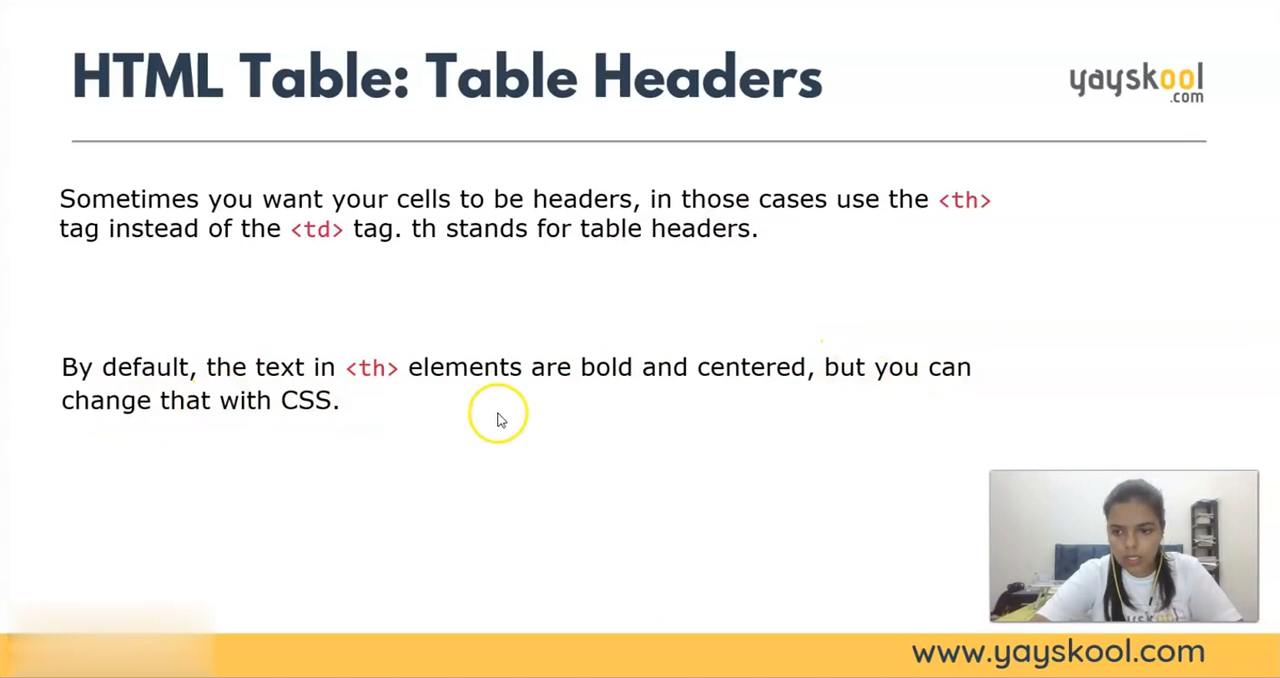 HTML Table: Table Headers
yayskool
.com
Sometimes you want your cells to be headers, in those cases use the <th>
tag instead of the <td> tag. th stands for table headers.
By default, the text in <th> elements are bold and centered, but you can
change that with CSS.
www.yayskool.com